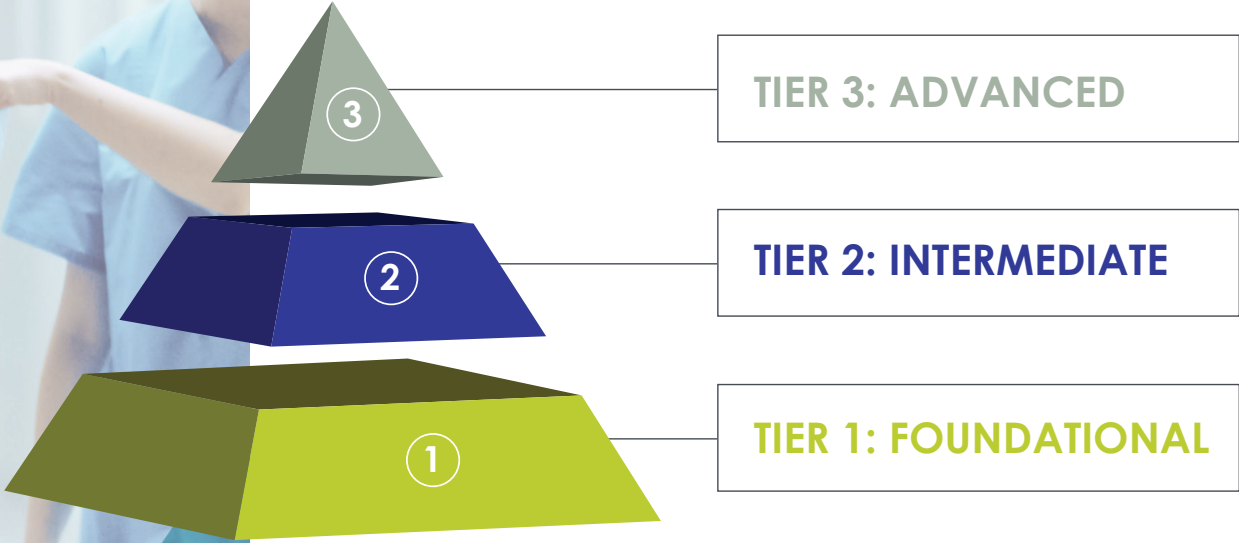 3
TIER 3: ADVANCED
2
TIER 2: INTERMEDIATE
1
TIER 1: FOUNDATIONAL